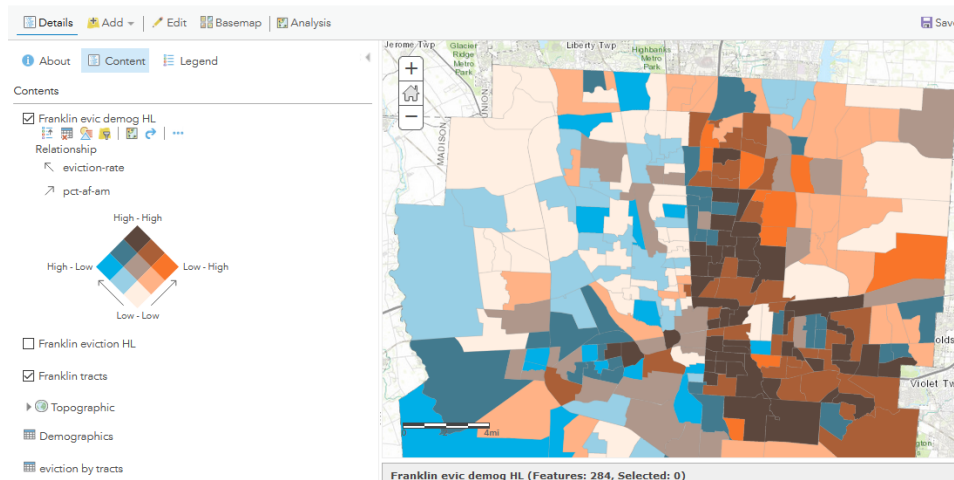 Details Add Edit Basemap Analysis Save
About Content Legend
Contents
Franklin evic demog HL
Relationship
eviction-rate
pct-af-am
High - High
High - Low Low - High
Low - Low
Franklin eviction HL
Franklin tracts
Topographic
Demographics
eviction by tracts
Jerome Twp
Glacier
Ridge
Metro
Park
Liberty Twp
Highbanks
Metro
Park
UNION
MADISON
olds
Violet Tw
4mi
Franklin evic demog HL (Features: 284, Selected: 0)